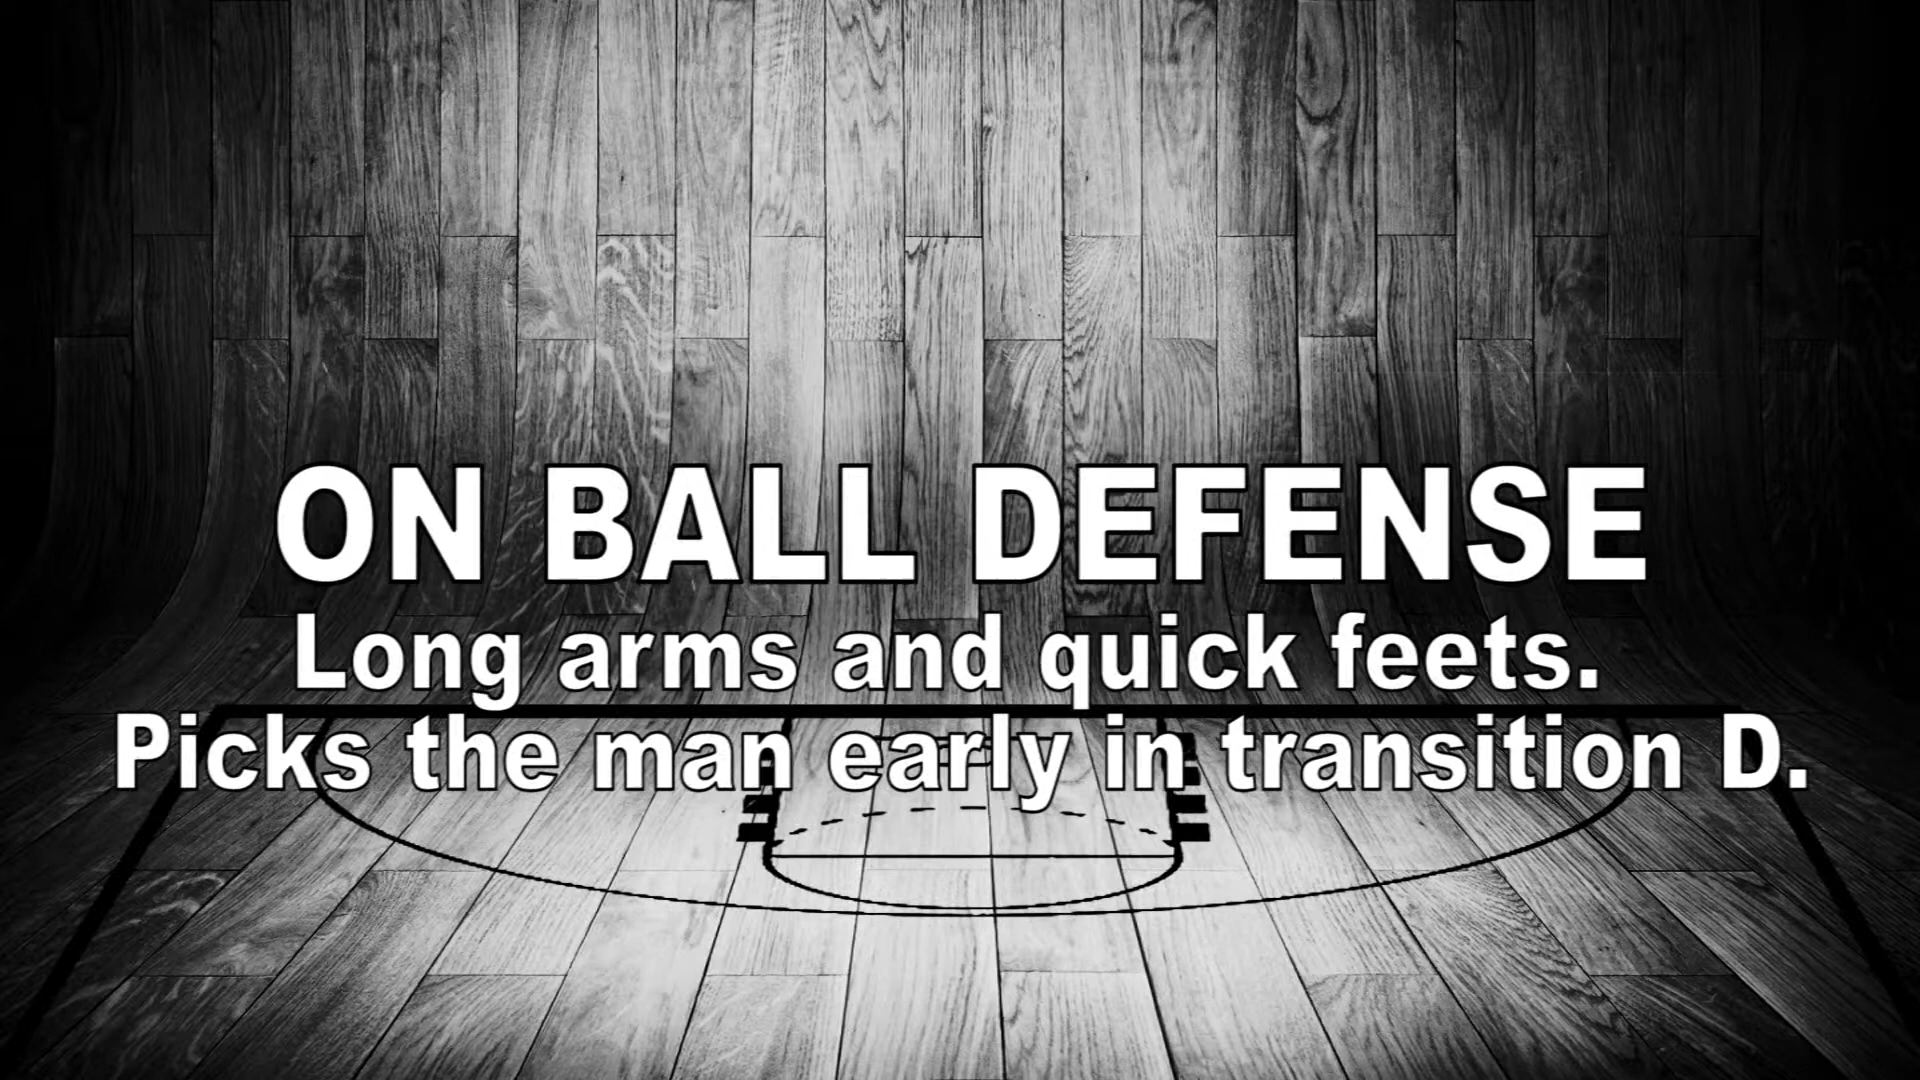 ON BALL DEFENSE
Long arms and quick feets.
Picks the man early in transition D.